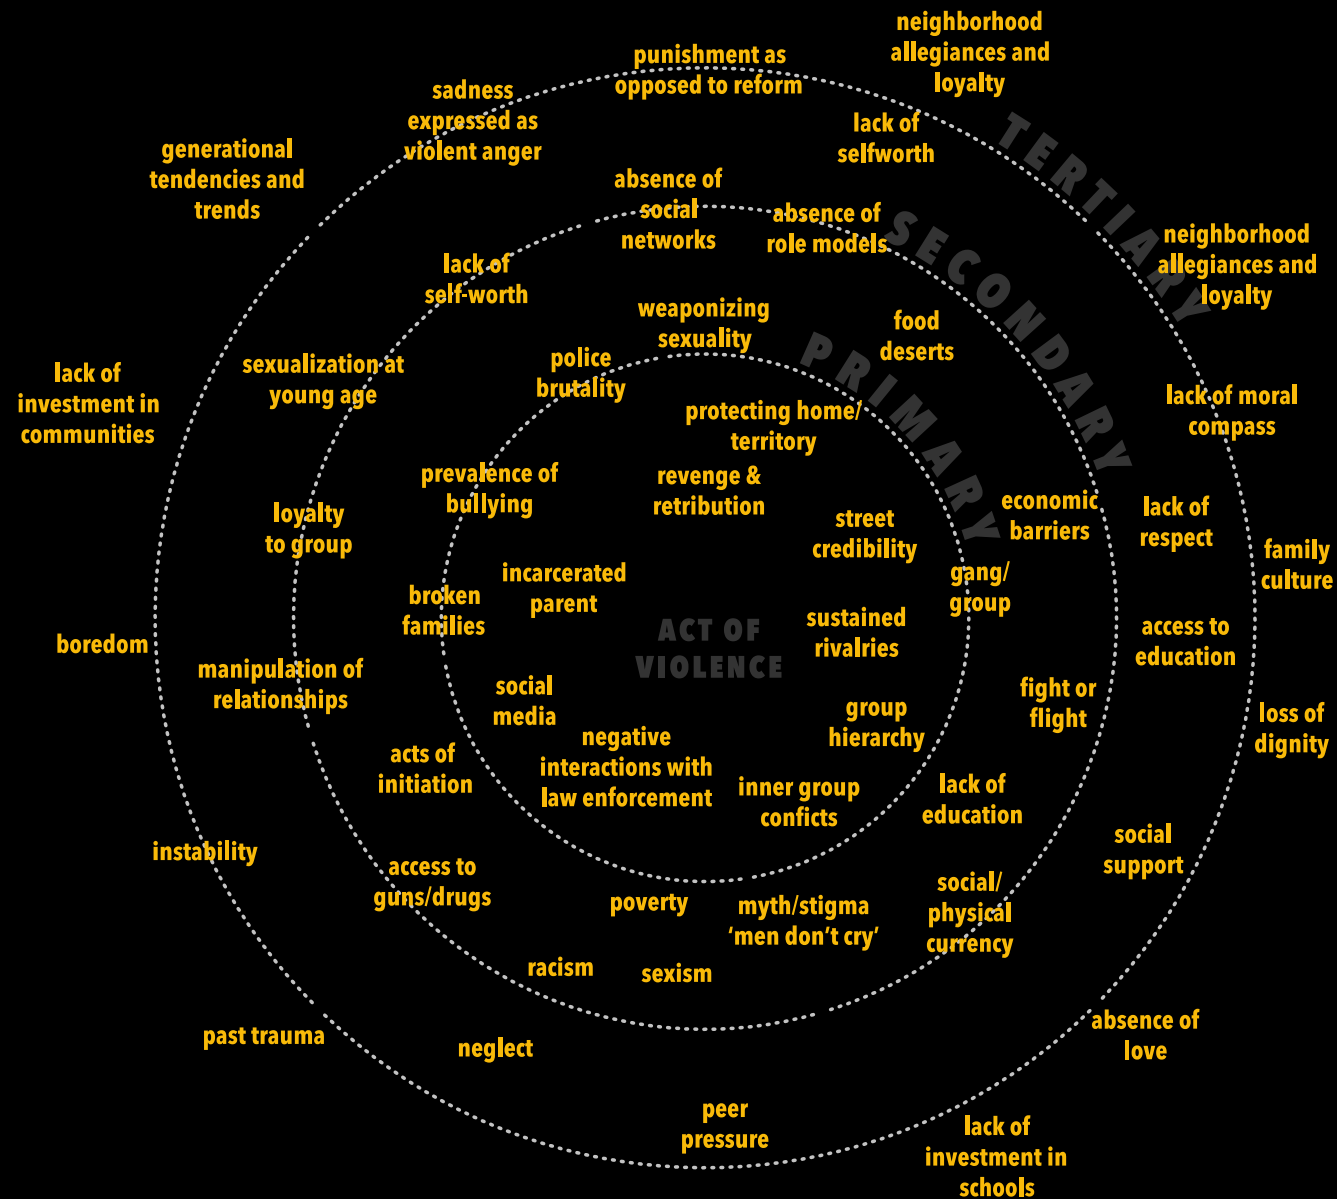 neighborhood
allegiances and
loyalty
punishment as
opposed to reform
sadness
expressed as
violent anger
lack of
selfworth
generational
tendencies and
trends
TERTIARY
absence of
social
networks
absence of
role models
SECONDARY
neighborhood
allegiances and
loyalty
lack of
self-worth
weaponizing
sexuality
food
deserts
PRIMARY
police
brutality
sexualization at
young age
lack of
investment in
communities
lack of moral
compass
protecting home/
territory
prevalence of
bullying
revenge &
retribution
economic
barriers
lack of
respect
loyalty
to group
street
credibility
family
culture
incarcerated
parent
gang/
group
broken
families
sustained
rivalries
ACT OF
VIOLENCE
access to
education
boredom
manipulation of
relationships
social
media
fight or
flight
group
hierarchy
loss of
dignity
negative
interactions with
law enforcement
acts of
initiation
inner group
conficts
lack of
education
social
support
instability
access to
guns/drugs
poverty
myth/stigma
‘men don’t cry’
social/
physical
currency
racism
sexism
past trauma
neglect
absence of
love
peer
pressure
lack of
investment in
schools